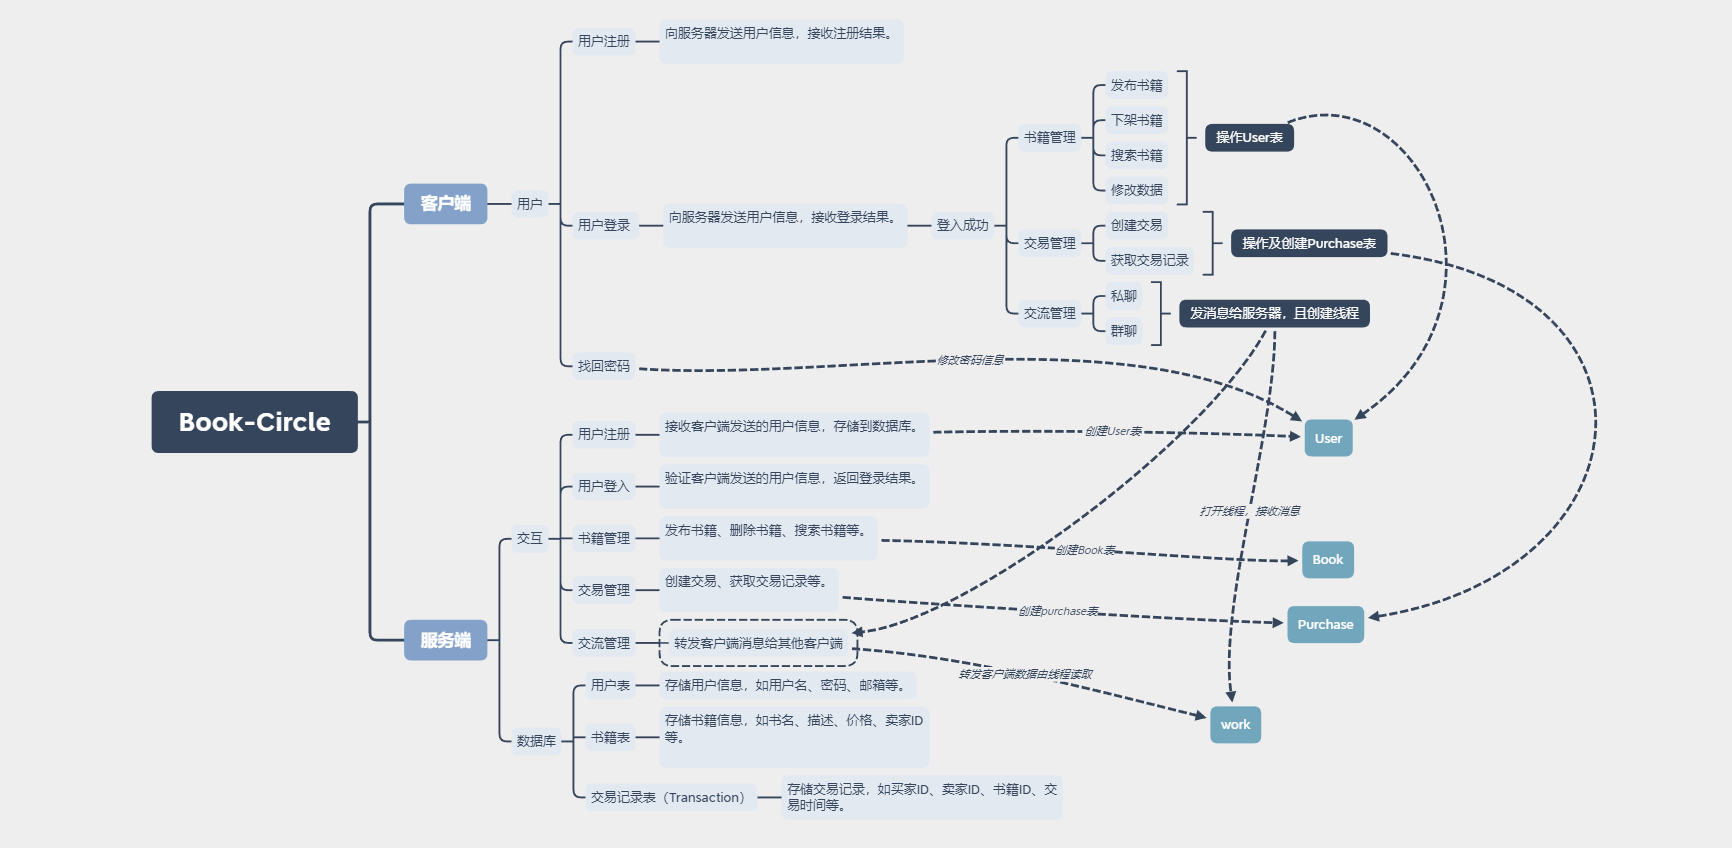 Book-Circle
客户端
用户
用户注册
向服务器发送用户信息，接收注册结果。
用户登录
向服务器发送用户信息，接收登录结果。
登入成功
书籍管理
发布书籍
下架书籍
搜索书籍
修改数据
操作User表
交易管理
创建交易
获取交易记录
操作及创建Purchase表
交流管理
私聊
群聊
发消息给服务器，且创建线程
找回密码
修改密码信息
服务端
交互
用户注册
接收客户端发送的用户信息，存储到数据库。
创建User表
User
用户登入
验证客户端发送的用户信息，返回登录结果。
打开线程，接收消息
书籍管理
发布书籍、删除书籍、搜索书籍等。
创建Book表
Book
交易管理
创建交易、获取交易记录等。
创建purchase表
Purchase
交流管理
转发客户端消息给其他客户端
转发客户端数据由线程读取
work
数据库
用户表
存储用户信息，如用户名、密码、邮箱等。
书籍表
存储书籍信息，如书名、描述、价格、卖家ID
等。
交易记录表（Transaction）
存储交易记录，如买家ID、卖家ID、书籍ID、交
易时间等。